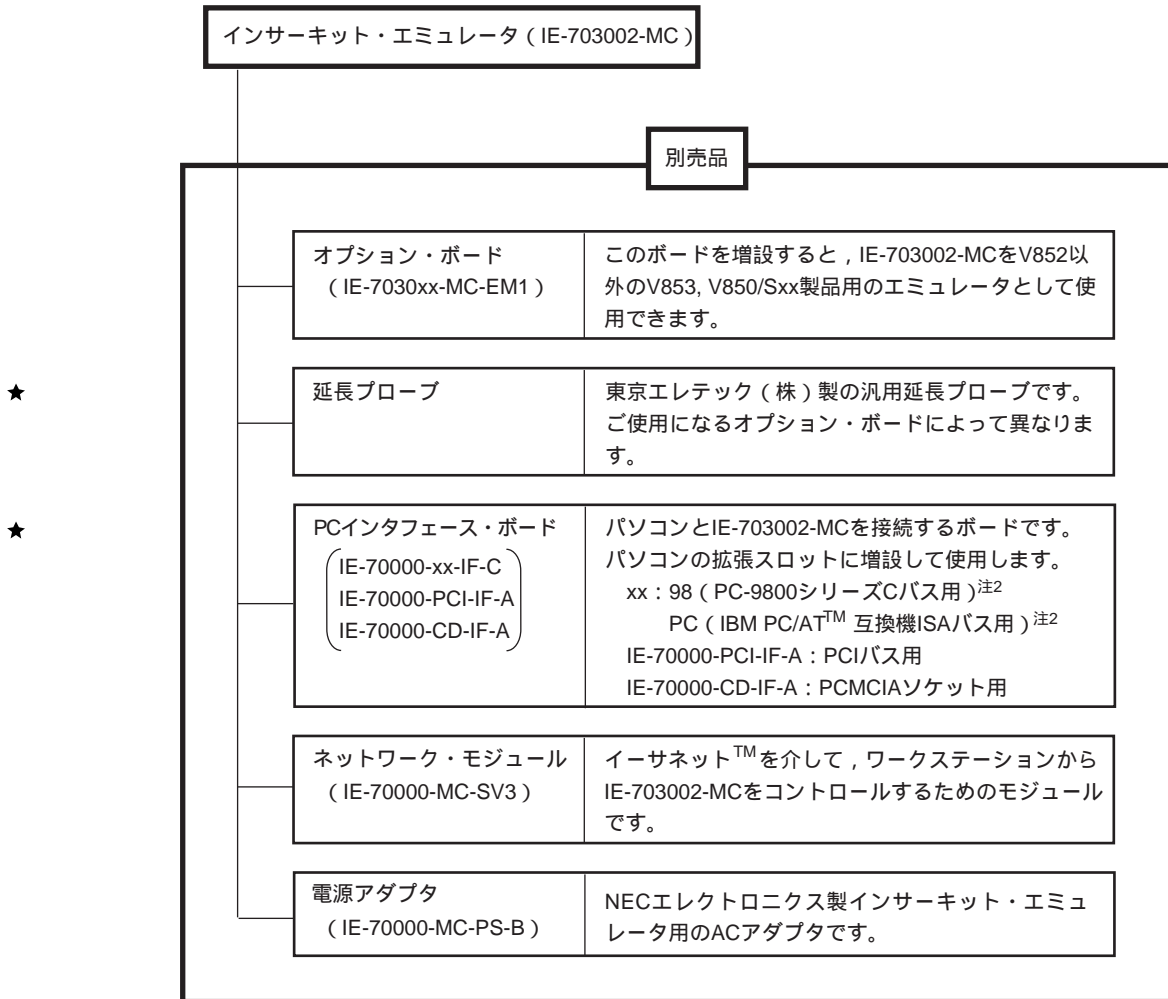 インサーキット・エミュレータ（IE-703002-MC）
別売品
オプション・ボード
（IE-7030xx-MC-EM1）
このボードを増設すると，IE-703002-MCをV852以
外のV853, V850/Sxx製品用のエミュレータとして使
用できます。
★
延長プローブ
東京エレテック（株）製の汎用延長プローブです。
ご使用になるオプション・ボードによって異なりま
す。
★
PCインタフェース・ボード
IE-70000-xx-IF-C
IE-70000-PCI-IF-A
IE-70000-CD-IF-A
パソコンとIE-703002-MCを接続するボードです。
パソコンの拡張スロットに増設して使用します。
xx：98（PC-9800シリーズCバス用）注2
PC（IBM PC/ATTM 互換機ISAバス用）注2
IE-70000-PCI-IF-A：PCIバス用
IE-70000-CD-IF-A：PCMCIAソケット用
ネットワーク・モジュール
（IE-70000-MC-SV3）
イーサネットTMを介して，ワークステーションから
IE-703002-MCをコントロールするためのモジュール
です。
電源アダプタ
（IE-70000-MC-PS-B）
NECエレクトロニクス製インサーキット・エミュ
レータ用のACアダプタです。